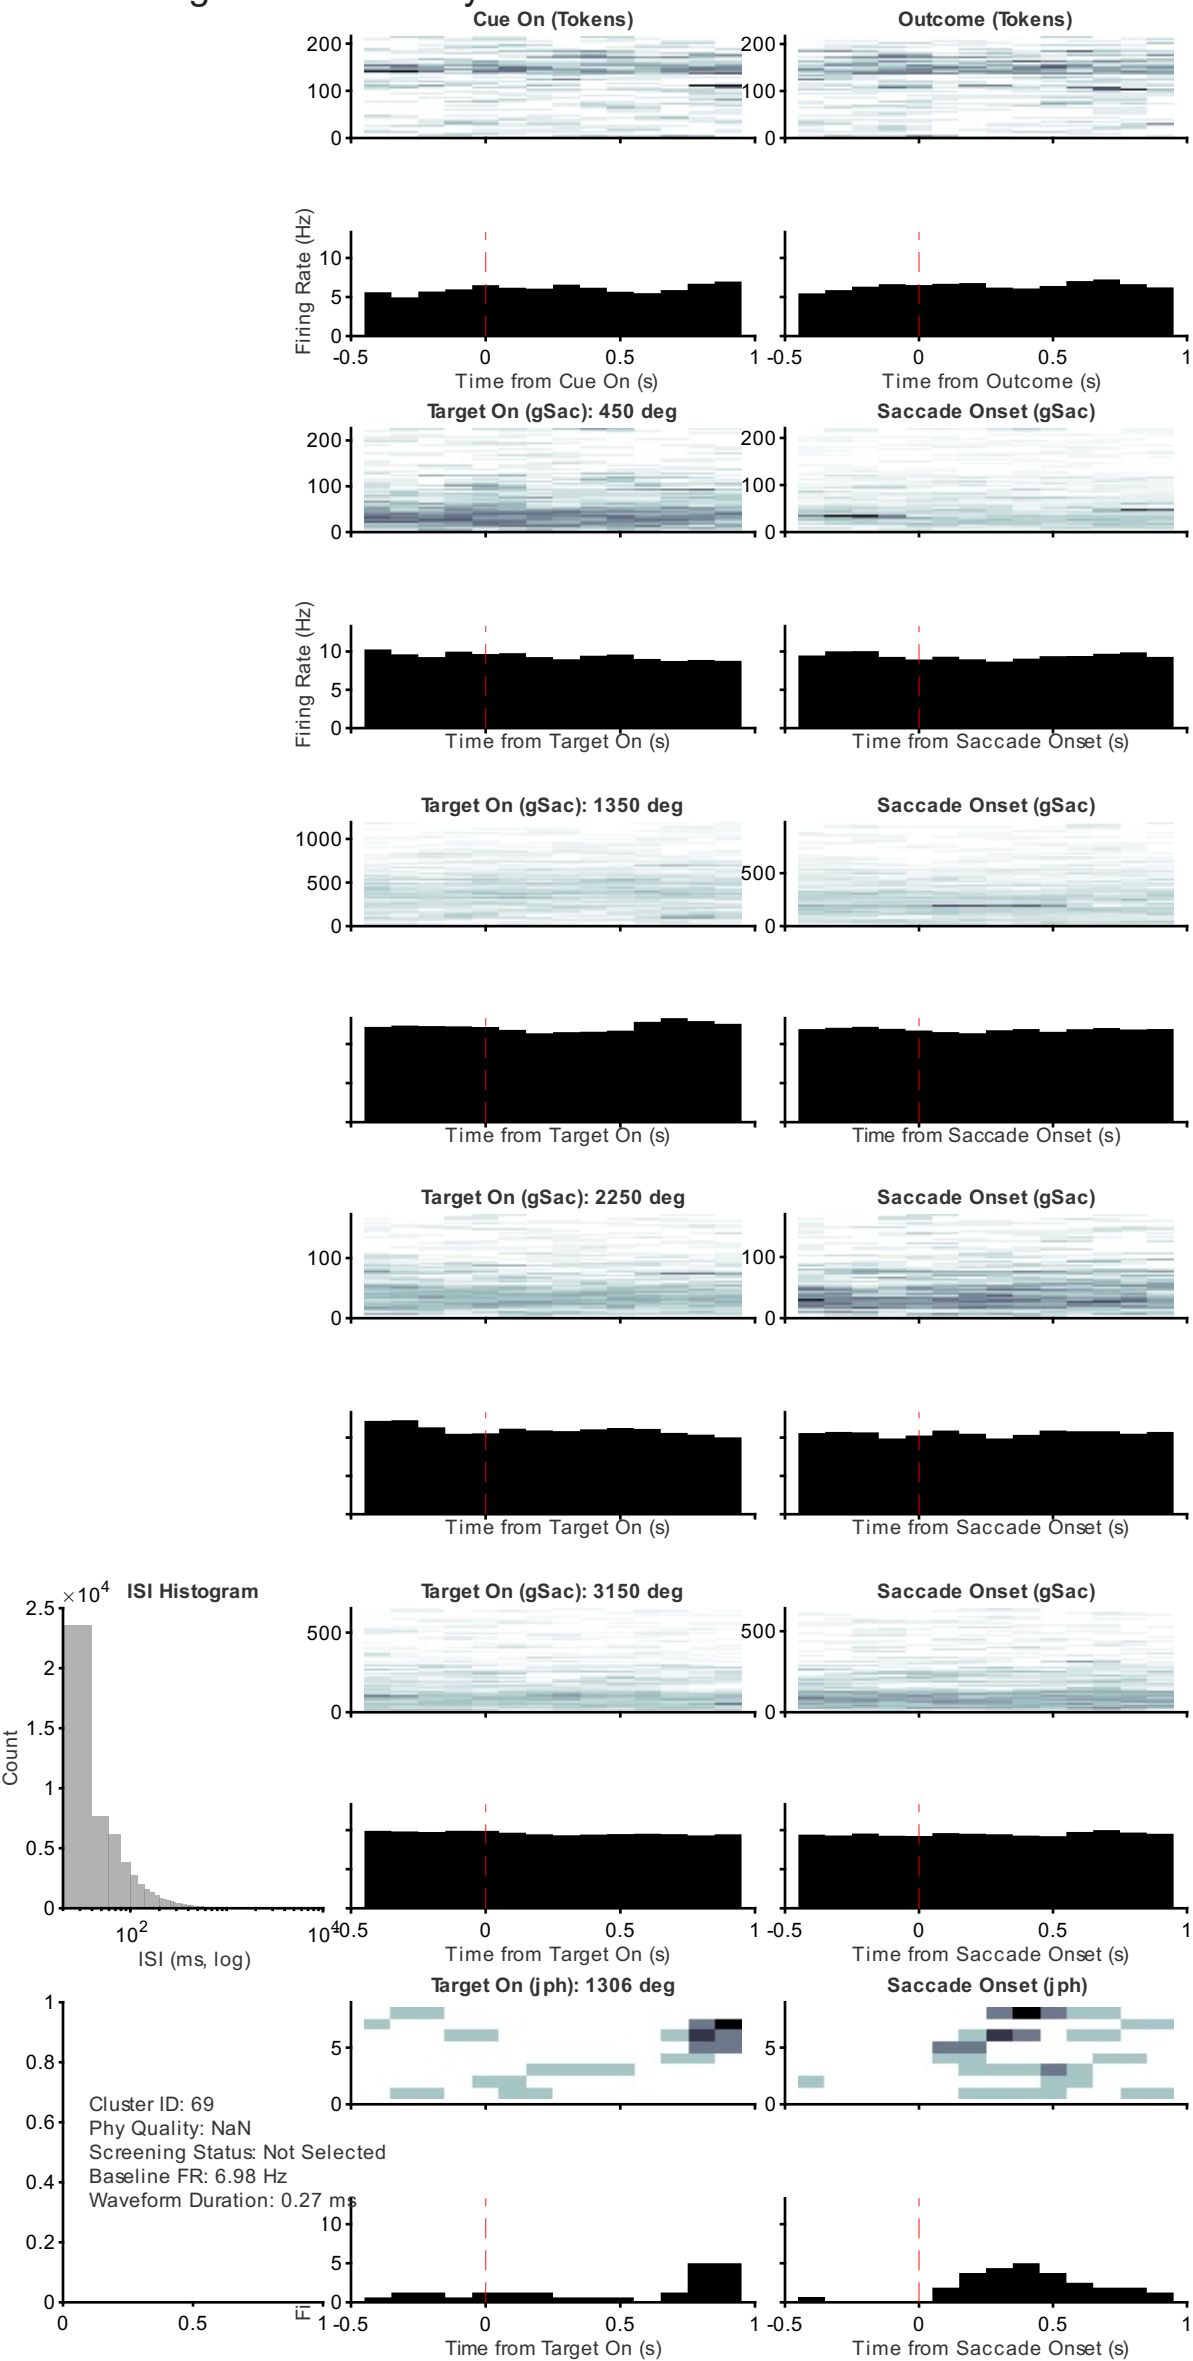 Cue On (Tokens)
Outcome (Tokens)
200
100
0
200
100
0
Firing Rate (Hz)
10
5
0
-0.5
0
0.5
1
-0.5
0
0.5
1
Time from Cue On (s)
Time from Outcome (s)
Target On (gSac): 450 deg
Saccade Onset (gSac)
200
100
0
200
100
0
Firing Rate (Hz)
10
5
0
Time from Target On (s)
Time from Saccade Onset (s)
Target On (gSac): 1350 deg
Saccade Onset (gSac)
1000
500
0
500
0
Time from Target On (s)
Time from Saccade Onset (s)
Target On (gSac): 2250 deg
Saccade Onset (gSac)
100
0
100
0
Time from Target On (s)
Time from Saccade Onset (s)
×10⁴
ISI Histogram
2.5
2
1.5
1
0.5
0
Count
10²
10⁴
ISI (ms, log)
Target On (gSac): 3150 deg
Saccade Onset (gSac)
500
0
500
0
-0.5
0
0.5
1
-0.5
0
0.5
1
Time from Target On (s)
Time from Saccade Onset (s)
Target On (jph): 1306 deg
Saccade Onset (jph)
5
0
5
0
1
0.8
0.6
0.4
0.2
0
0
0.5
1
Cluster ID: 69
Phy Quality: NaN
Screening Status: Not Selected
Baseline FR: 6.98 Hz
Waveform Duration: 0.27 ms
Fi
10
5
0
-0.5
0
0.5
1
-0.5
0
0.5
1
Time from Target On (s)
Time from Saccade Onset (s)